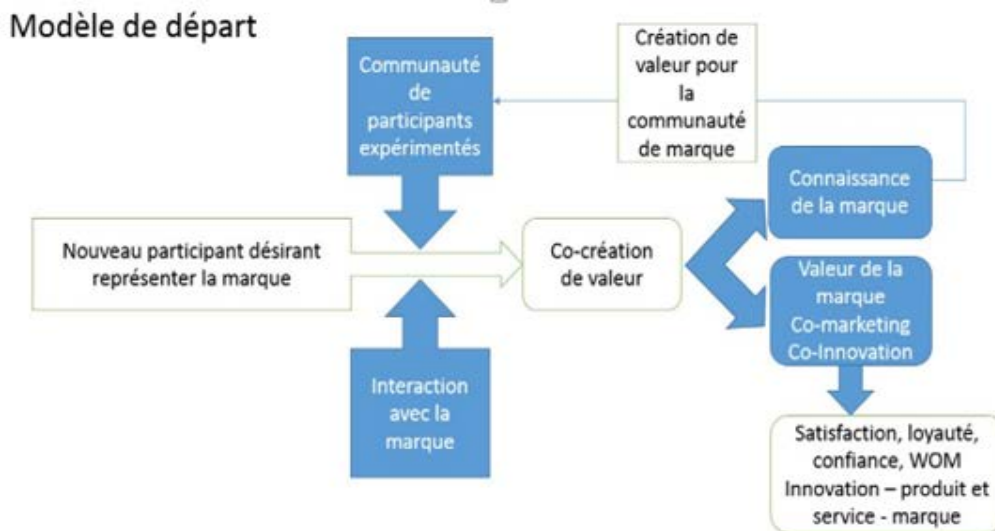 Modèle de départ
Communauté
de
participants
expérimentés
Création de
valeur pour
la
communauté
de marque
Connaissance
de la marque
Nouveau participant désirant
représenter la marque
Co-création
de valeur
Valeur de la
marque
Co-marketing
Co-Innovation
Interaction
avec la
marque
Satisfaction, loyauté,
confiance, WOM
Innovation – produit et
service - marque